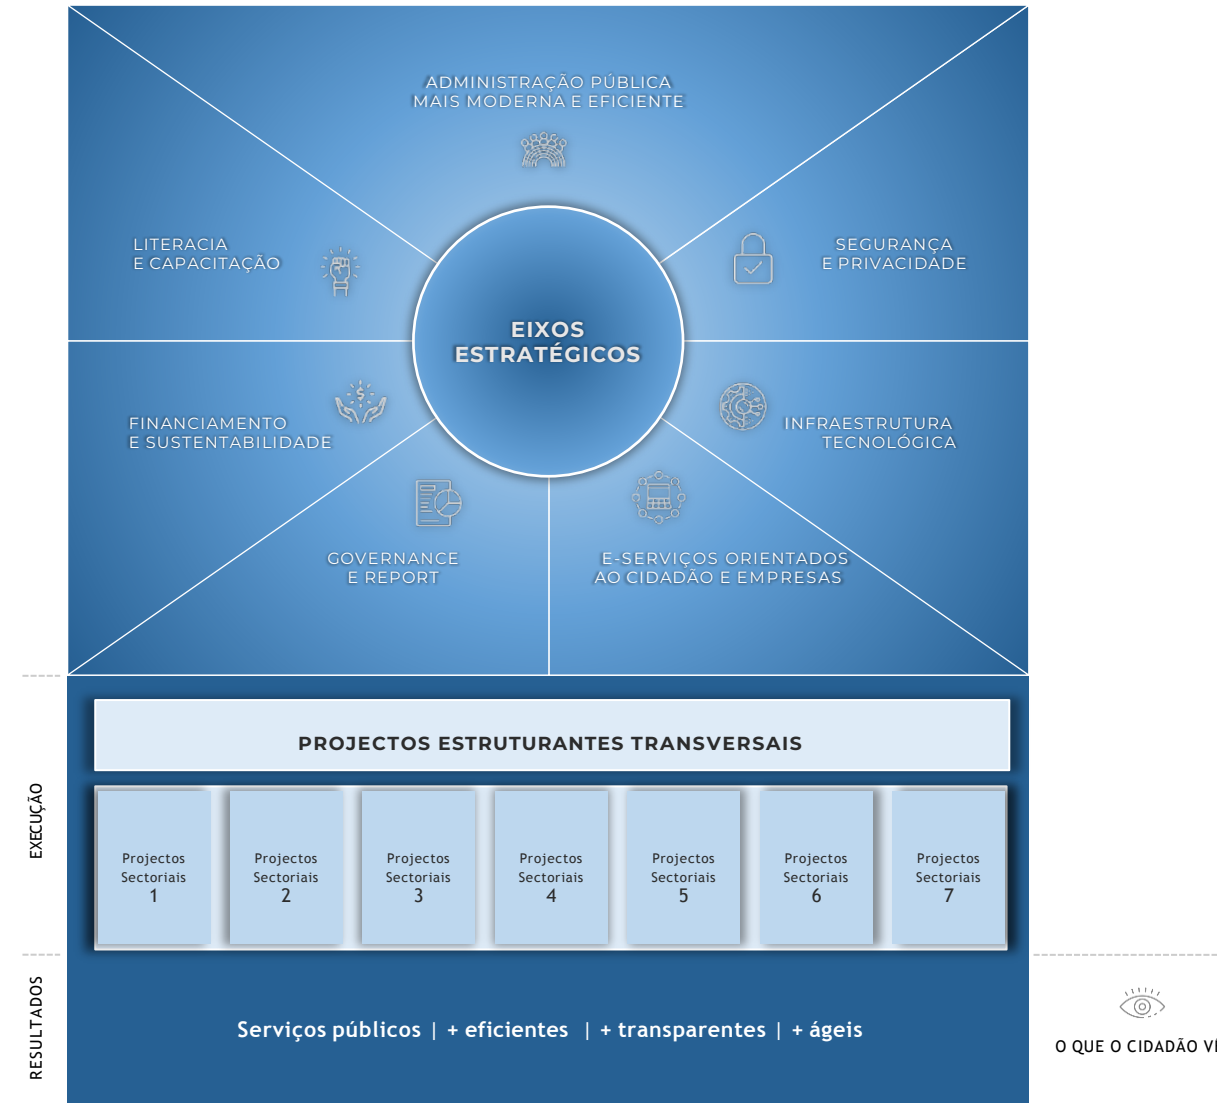 ADMINISTRAÇÃO PÚBLICA
MAIS MODERNA E EFICIENTE
LITERACIA
E CAPACITAÇÃO
SEGURANÇA
E PRIVACIDADE
EIXOS
ESTRATÉGICOS
FINANCIAMENTO
E SUSTENTABILIDADE
INFRAESTRUTURA
TECNOLÓGICA
GOVERNANCE
E REPORT
E-SERVIÇOS ORIENTADOS
AO CIDADÃO E EMPRESAS
EXECUÇÃO
PROJECTOS ESTRUTURANTES TRANSVERSAIS
Projectos
Sectoriais
1
Projectos
Sectoriais
2
Projectos
Sectoriais
3
Projectos
Sectoriais
4
Projectos
Sectoriais
5
Projectos
Sectoriais
6
Projectos
Sectoriais
7
RESULTADOS
Serviços públicos | + eficientes | + transparentes | + ágeis
O QUE O CIDADÃO